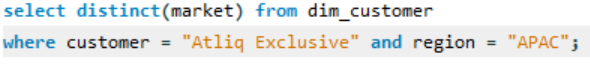 select distinct(market) from dim_customer
where customer = "Atliq Exclusive" and region = "APAC";